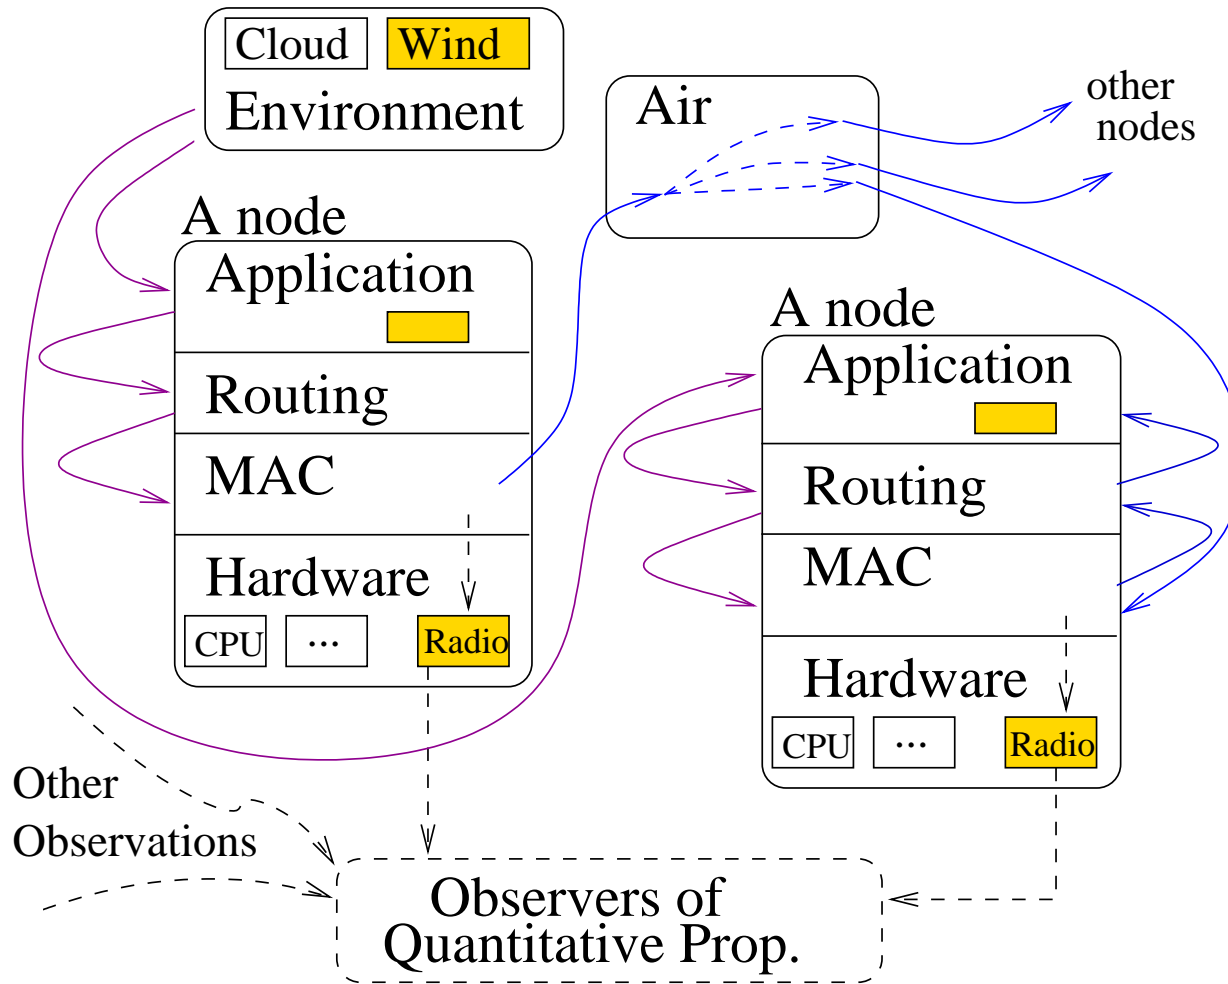 Cloud
Wind
Environment
Air
other
nodes
A node
Application
Routing
MAC
Hardware
CPU
...
Radio
A node
Application
Routing
MAC
Hardware
CPU
...
Radio
Other
Observations
Observers of
Quantitative Prop.